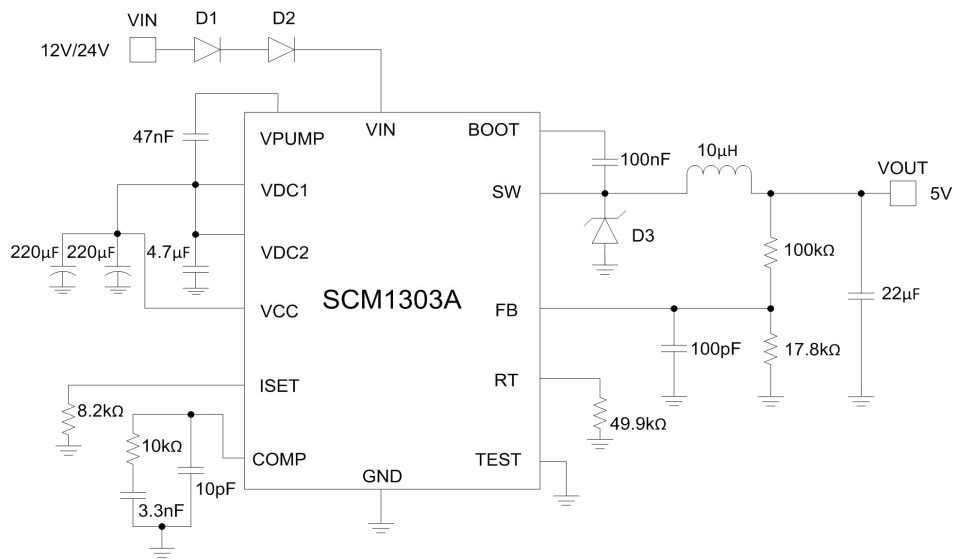 VIN
D1
D2
12V/24V
VPUMP
VIN
BOOT
47nF
100nF
10µH
VOUT
5V
VDC1
SW
D3
220µF
220µF
4.7µF
VDC2
100kΩ
SCM1303A
VCC
FB
22µF
100pF
17.8kΩ
ISET
RT
8.2kΩ
49.9kΩ
10kΩ
COMP
TEST
10pF
GND
3.3nF